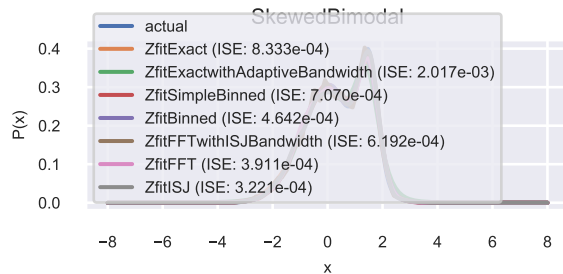 SkewedBimodal
actual
ZfitExact (ISE: 8.333e-04)
ZfitExactwithAdaptiveBandwidth (ISE: 2.017e-03)
ZfitSimpleBinned (ISE: 7.070e-04)
ZfitBinned (ISE: 4.642e-04)
ZfitFFTwithISJBandwidth (ISE: 6.192e-04)
ZfitFFT (ISE: 3.911e-04)
ZfitISJ (ISE: 3.221e-04)
P(x)
0.4
0.3
0.2
0.1
0.0
−8 −6 −4 −2 0 2 4 6 8
x